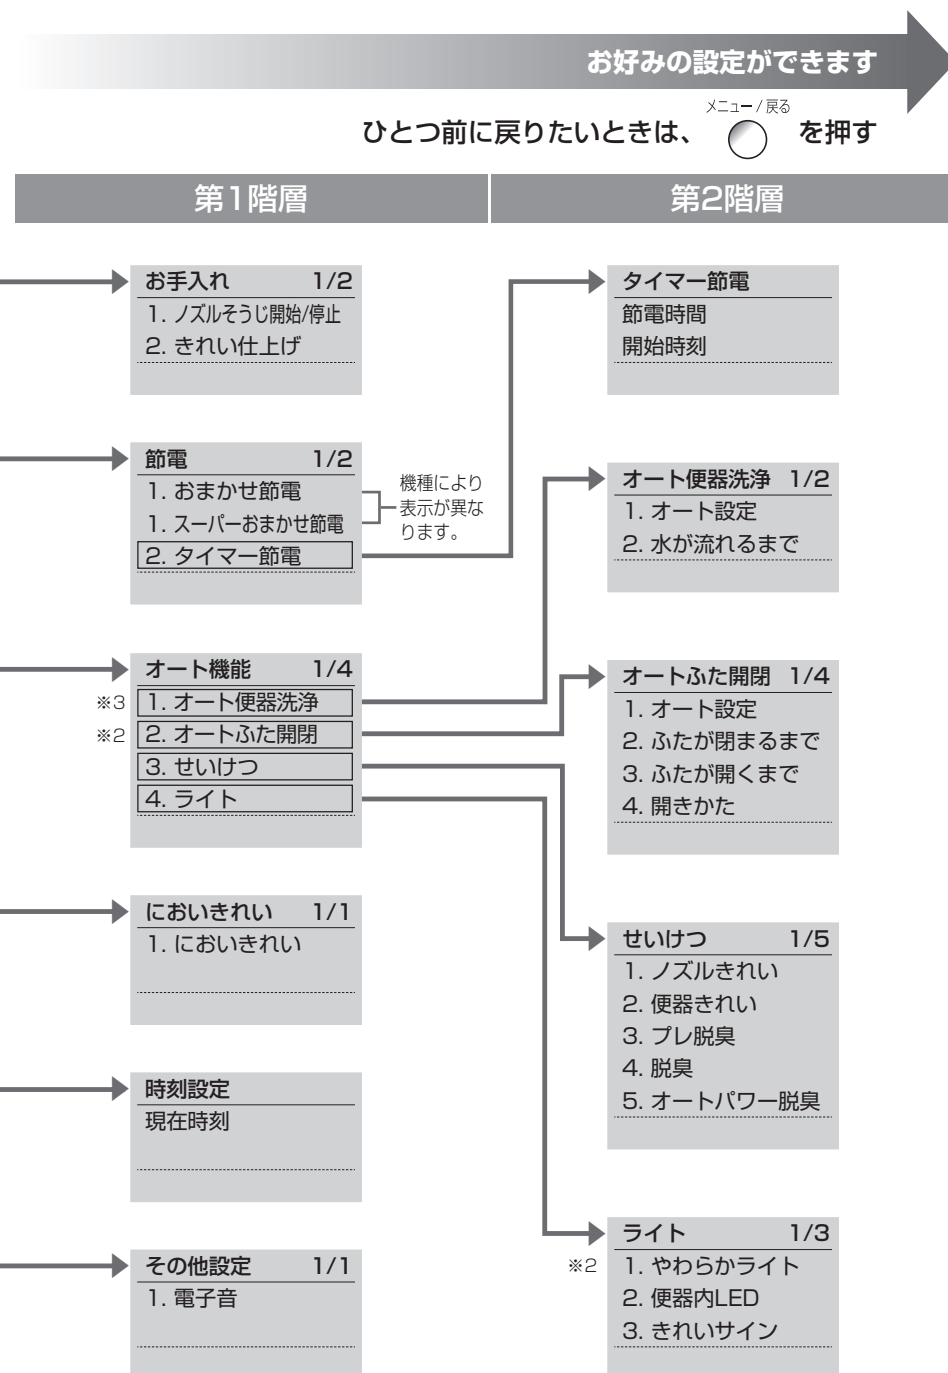 お好みの設定ができます
メニュー / 戻る
ひとつ前に戻りたいときは、 を押す
第1階層
第2階層
お手入れ 1/2
1. ノズルそうじ開始/停止
2. きれい仕上げ
節電 1/2
1. おまかせ節電
1. スーパーおまかせ節電
2. タイマー節電
機種により
表示が異な
ります。
オート機能 1/4
※3 1. オート便器洗浄
※2 2. オートふた開閉
3. せいけつ
4. ライト
においきれい 1/1
1. においきれい
時刻設定
現在時刻
その他設定 1/1
1. 電子音
タイマー節電
節電時間
開始時刻
オート便器洗浄 1/2
1. オート設定
2. 水が流れるまで
オートふた開閉 1/4
1. オート設定
2. ふたが閉まるまで
3. ふたが開くまで
4. 開きかた
せいけつ 1/5
1. ノズルきれい
2. 便器きれい
3. プレ脱臭
4. 脱臭
5. オートパワー脱臭
ライト 1/3
※2 1. やわらかライト
2. 便器内LED
3. きれいサイン